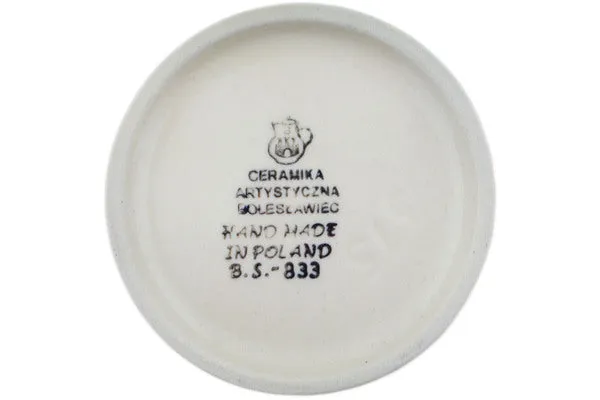 CERAMIKA
ARTYSTYCZNA
BOLESŁAWIEC
HAND MADE
IN POLAND
B.S.-833